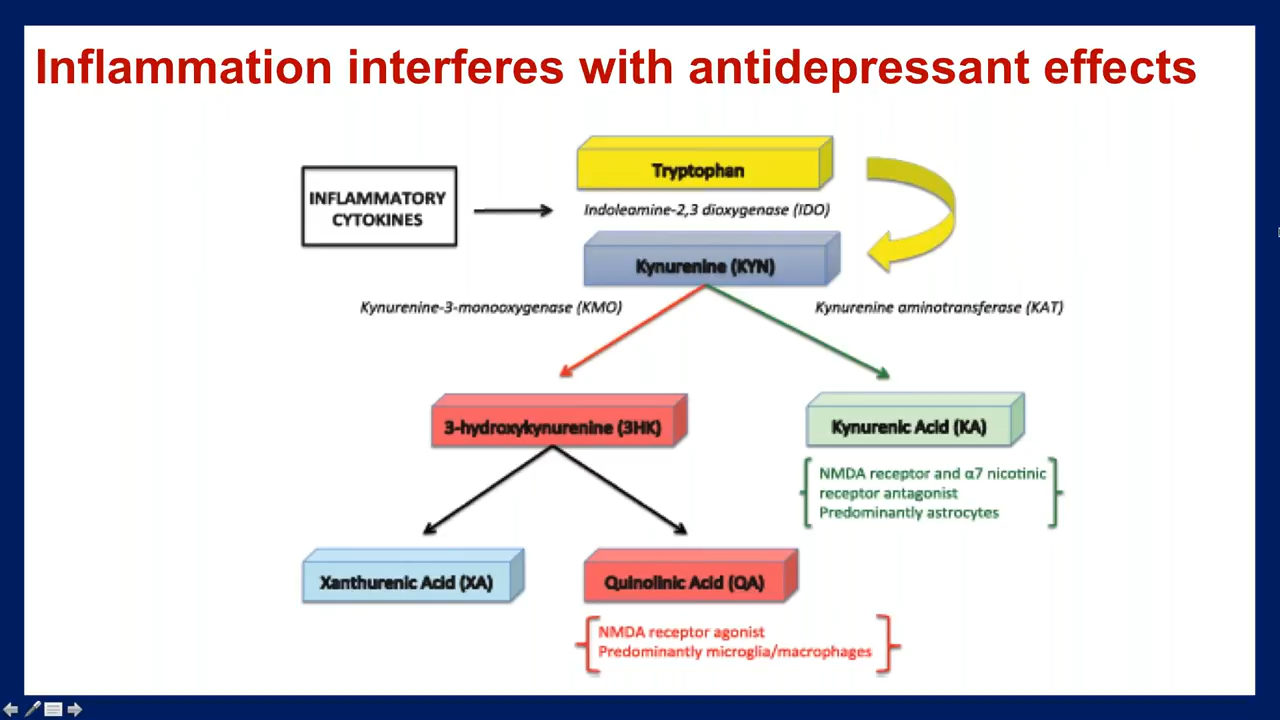 Inflammation interferes with antidepressant effects
INFLAMMATORY
CYTOKINES
Tryptophan
Indoleamine-2,3 dioxygenase (IDO)
Kynurenine (KYN)
Kynurenine-3-monooxygenase (KMO)
Kynurenine aminotransferase (KAT)
3-hydroxykynurenine (3HK)
Kynurenic Acid (KA)
NMDA receptor and α7 nicotinic
receptor antagonist
Predominantly astrocytes
Xanthurenic Acid (XA)
Quinolinic Acid (QA)
NMDA receptor agonist
Predominantly microglia/macrophages